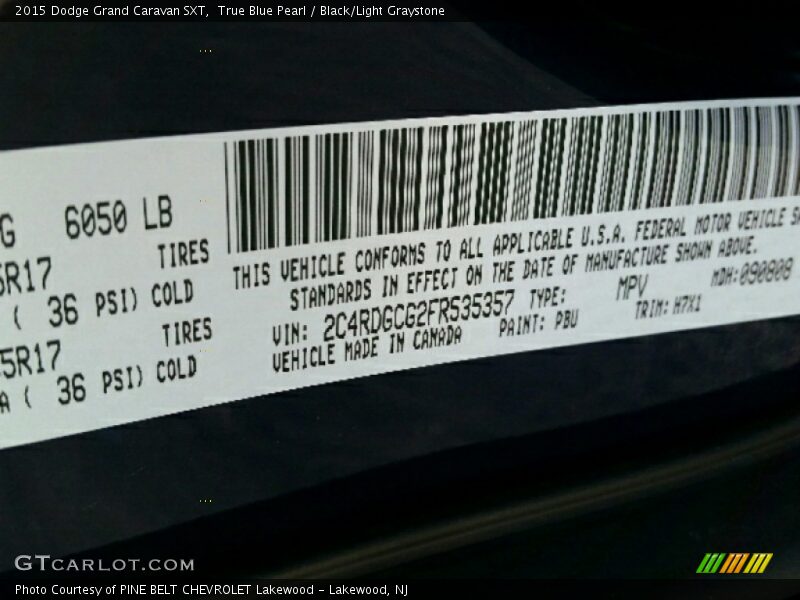 2015 Dodge Grand Caravan SXT, True Blue Pearl / Black/Light Graystone
6050 LB
5R17 TIRES
( 36 PSI) COLD
5R17 TIRES
( 36 PSI) COLD
THIS VEHICLE CONFORMS TO ALL APPLICABLE U.S.A. FEDERAL MOTOR VEHICLE
STANDARDS IN EFFECT ON THE DATE OF MANUFACTURE SHOWN ABOVE.
VIN: 2C4RDGCG2FR535357 TYPE: MPV MDH:090808
VEHICLE MADE IN CANADA PAINT: PBU TRIM: H7X1
GTCARLOT.COM
Photo Courtesy of PINE BELT CHEVROLET Lakewood - Lakewood, NJ